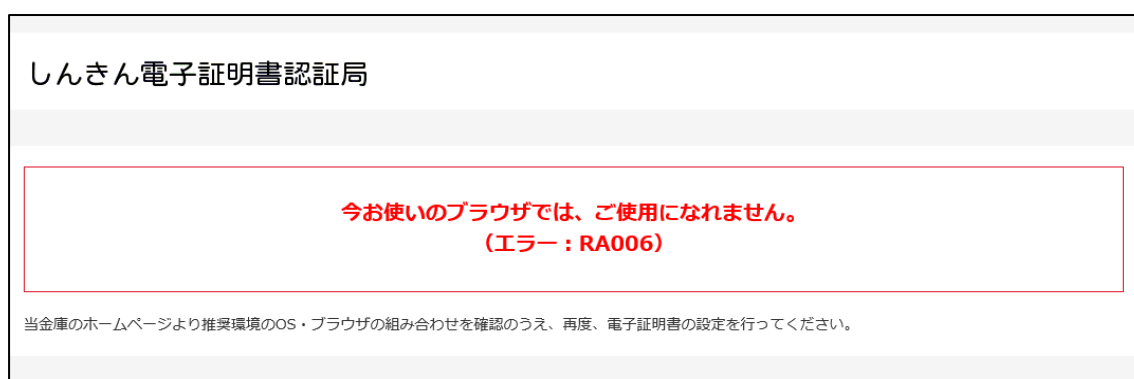 しんきん電子証明書認証局
今お使いのブラウザでは、ご使用になれません。
（エラー：RA006）
当金庫のホームページより推奨環境のOS・ブラウザの組み合わせを確認のうえ、再度、電子証明書の設定を行ってください。